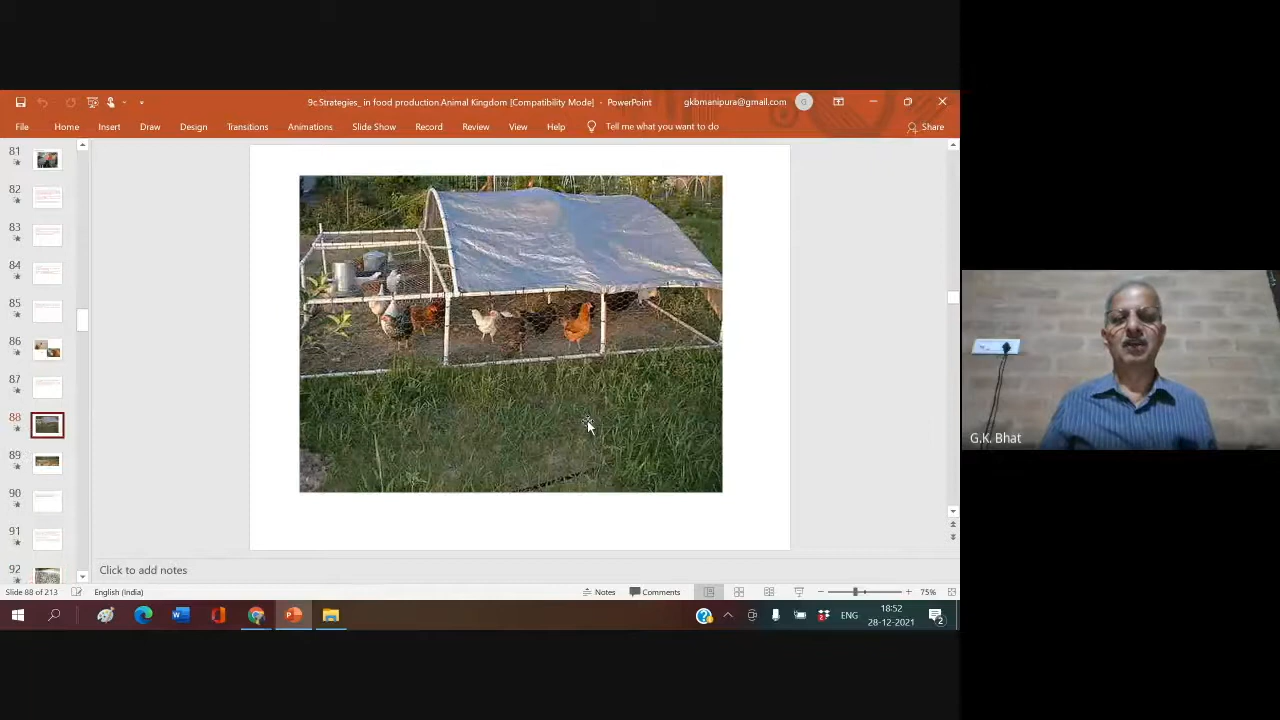 9c.Strategies_ in food production.Animal Kingdom [Compatibility Mode] - PowerPoint
gkbmanipura@gmail.com
G
File Home Insert Draw Design Transitions Animations Slide Show Record Review View Help Tell me what you want to do Share
81
82
83
84
85
86
87
88
89
90
91
92
G.K. Bhat
Click to add notes
Slide 88 of 213 English (India) Notes Comments 75%
ENG
18:52
28-12-2021
2